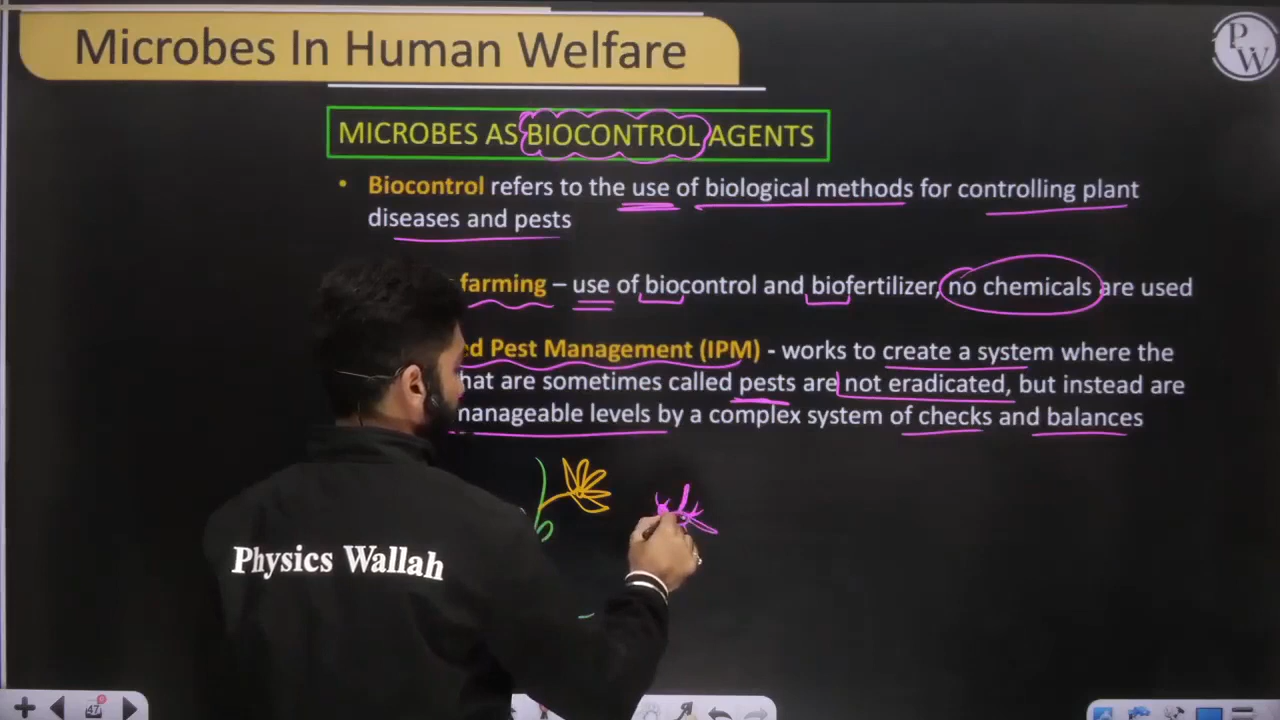 Microbes In Human Welfare
PW
MICROBES AS BIOCONTROL AGENTS
• Biocontrol refers to the use of biological methods for controlling plant
diseases and pests
farming – use of biocontrol and biofertilizer, no chemicals are used
ed Pest Management (IPM) - works to create a system where the
hat are sometimes called pests are not eradicated, but instead are
manageable levels by a complex system of checks and balances
Physics Wallah
47